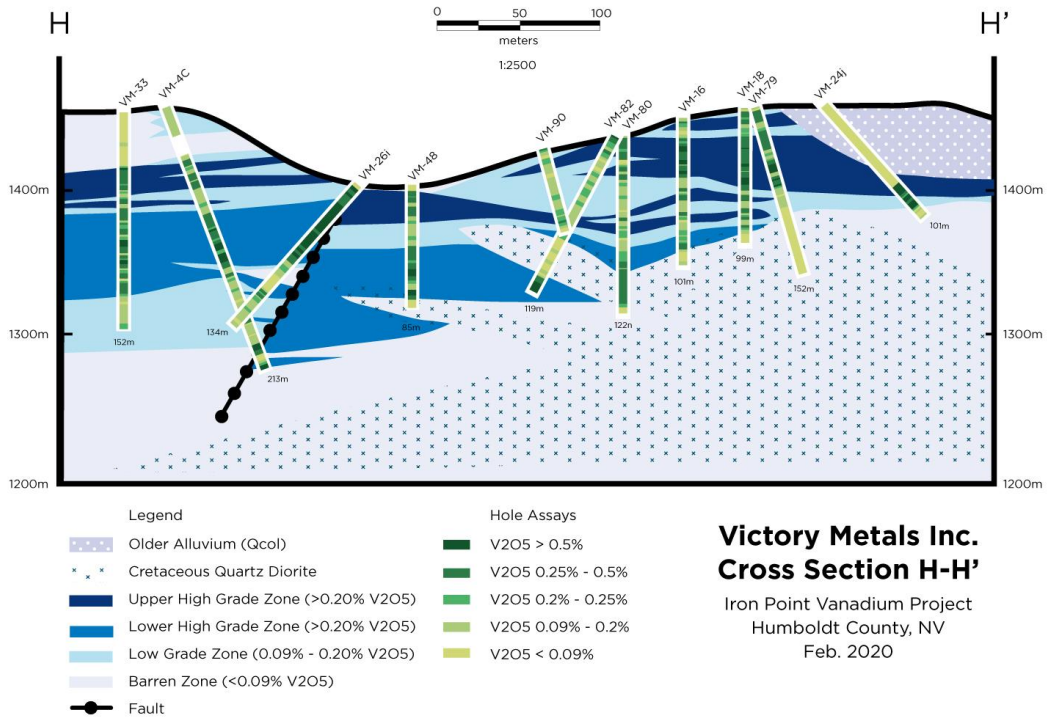 H
H'
0 50 100
meters
1:2500
VM-33
VM-4C
VM-26i
VM-48
VM-90
VM-82
VM-80
VM-16
VM-18
VM-79
VM-24j
1400m
1400m
1300m
1300m
1200m
1200m
152m
134m
213m
85m
119m
122n
101m
99m
152m
101m
Legend
Older Alluvium (Qcol)
Cretaceous Quartz Diorite
Upper High Grade Zone (>0.20% V2O5)
Lower High Grade Zone (>0.20% V2O5)
Low Grade Zone (0.09% - 0.20% V2O5)
Barren Zone (<0.09% V2O5)
Fault
Hole Assays
V2O5 > 0.5%
V2O5 0.25% - 0.5%
V2O5 0.2% - 0.25%
V2O5 0.09% - 0.2%
V2O5 < 0.09%
Victory Metals Inc.
Cross Section H-H'
Iron Point Vanadium Project
Humboldt County, NV
Feb. 2020